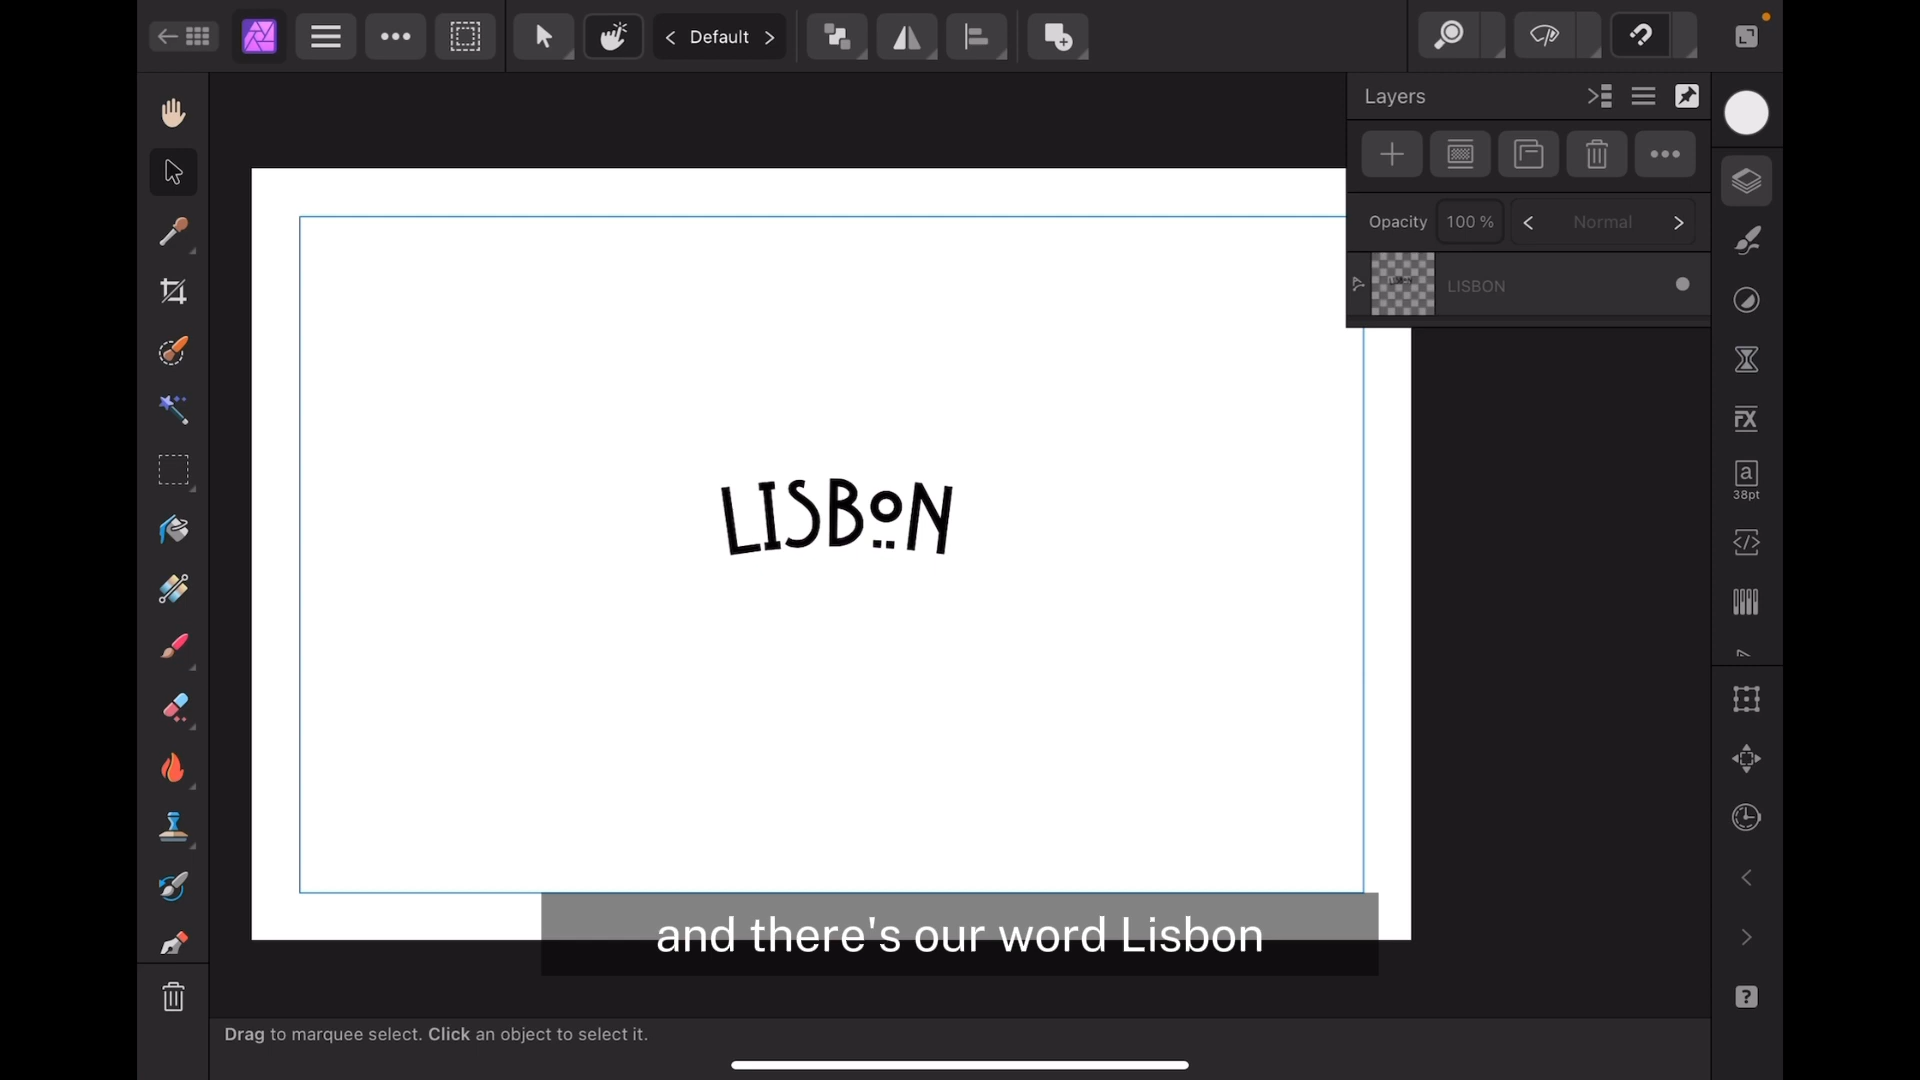 Default
Layers
Opacity 100 % Normal
LISBON
LISBON
a
38pt
FX
and there's our word Lisbon
?
Drag to marquee select. Click an object to select it.